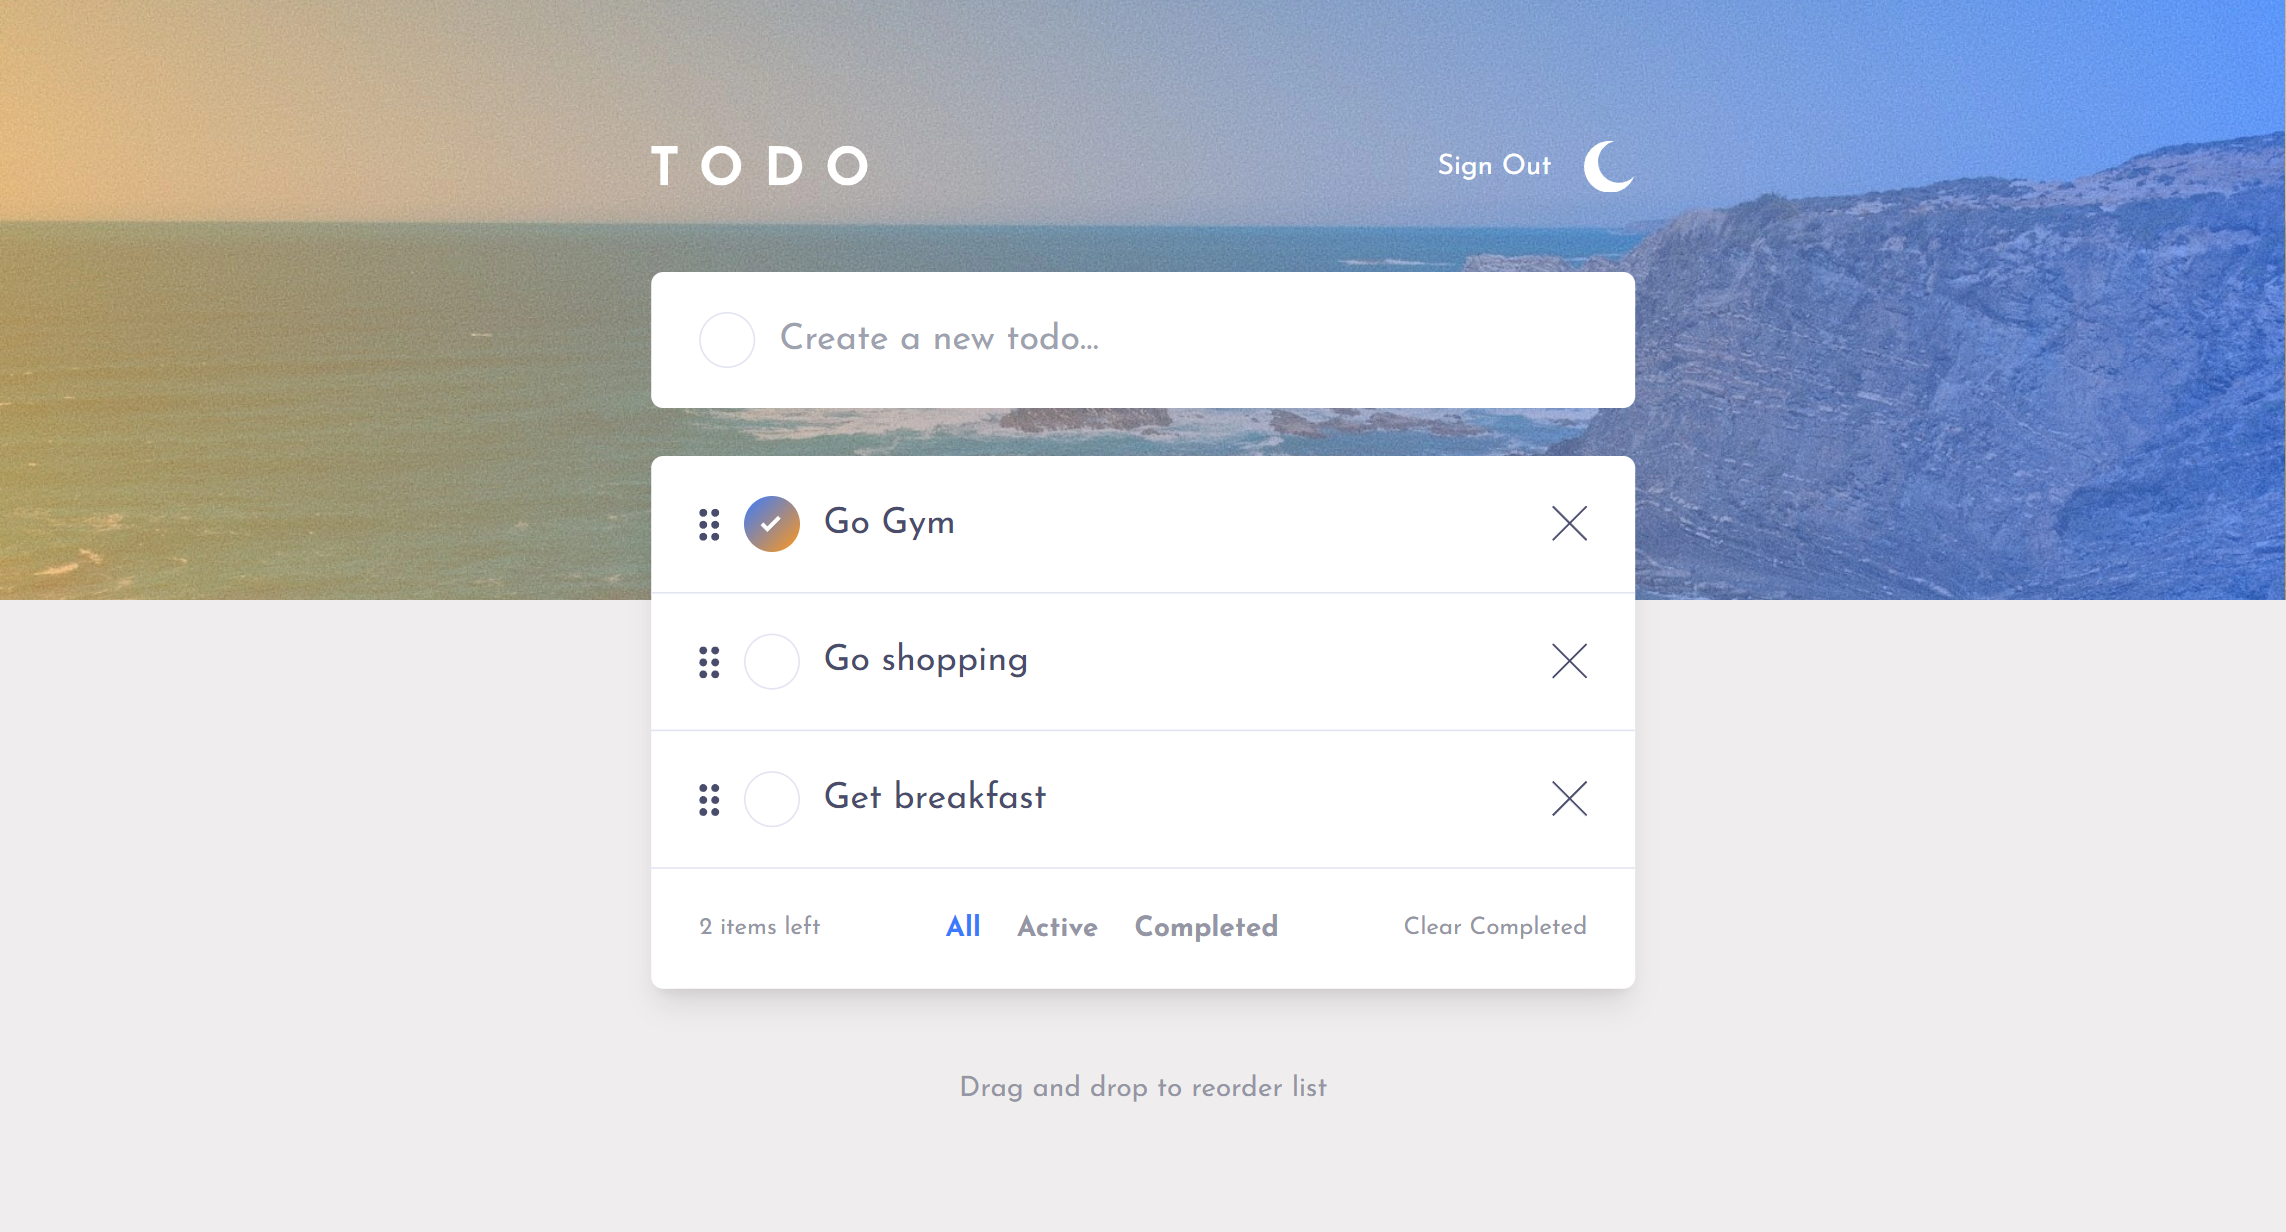 TODO
Sign Out
Create a new todo...
Go Gym
Go shopping
Get breakfast
2 items left
All
Active
Completed
Clear Completed
Drag and drop to reorder list